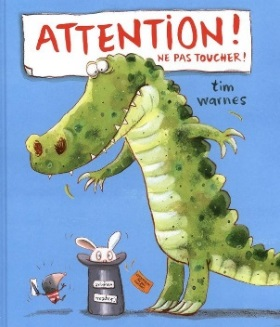 ATTENTION!
NE PAS TOUCHER!
tim
warnes